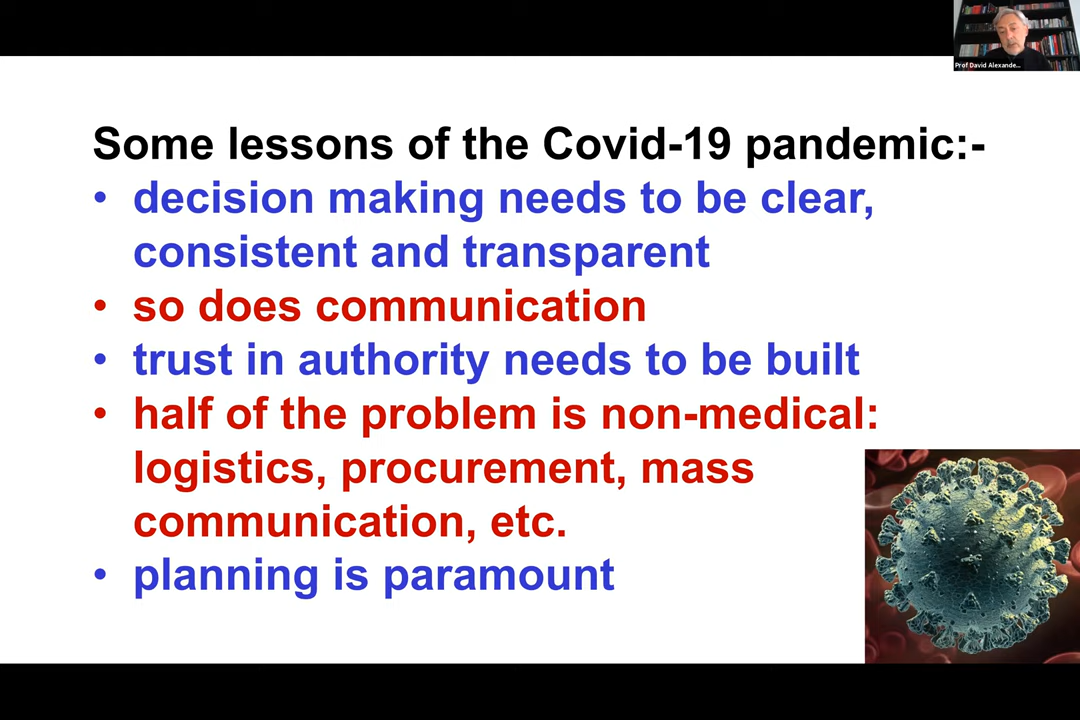 Prof David Alexande...
Some lessons of the Covid-19 pandemic:-
• decision making needs to be clear,
consistent and transparent
• so does communication
• trust in authority needs to be built
• half of the problem is non-medical:
logistics, procurement, mass
communication, etc.
• planning is paramount